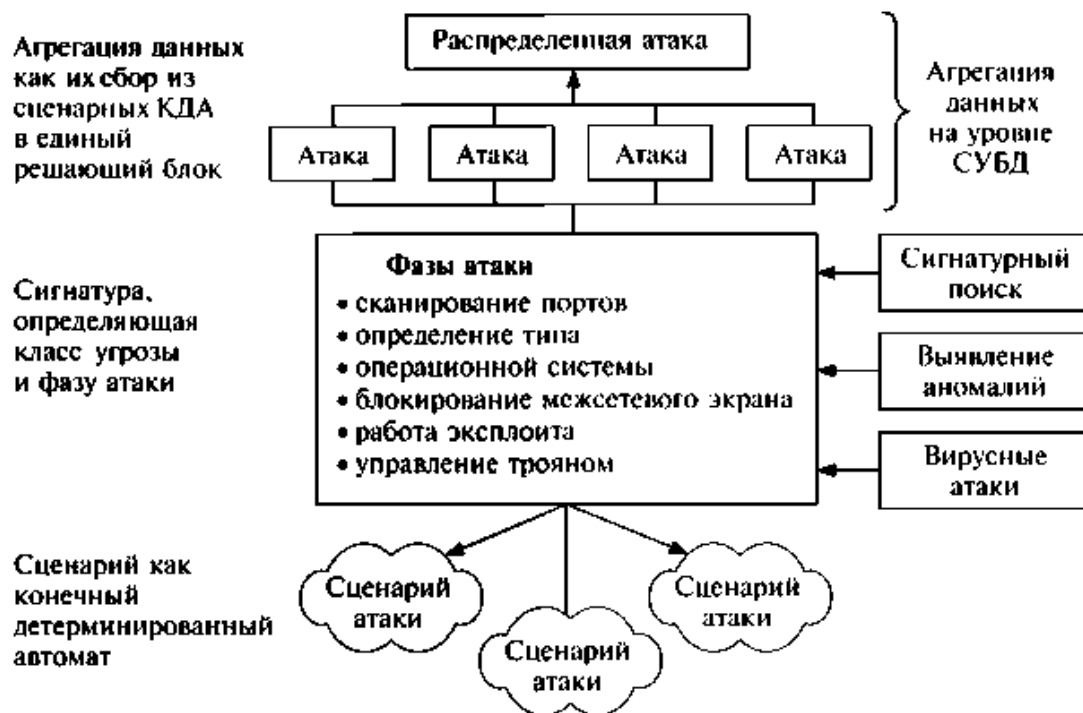 Агрегация данных
как их сбор из
сценарных КДА
в единый
решающий блок
Распределенная атака
Атака
Атака
Атака
Атака
Агрегация
данных
на уровне
СУБД
Сигнатура,
определяющая
класс угрозы
и фазу атаки
Фазы атаки
• сканирование портов
• определение типа
• операционной системы
• блокирование межсетевого экрана
• работа эксплоита
• управление трояном
Сигнатурный
поиск
Выявление
аномалий
Вирусные
атаки
Сценарий как
конечный
детерминированный
автомат
Сценарий
атаки
Сценарий
атаки
Сценарий
атаки